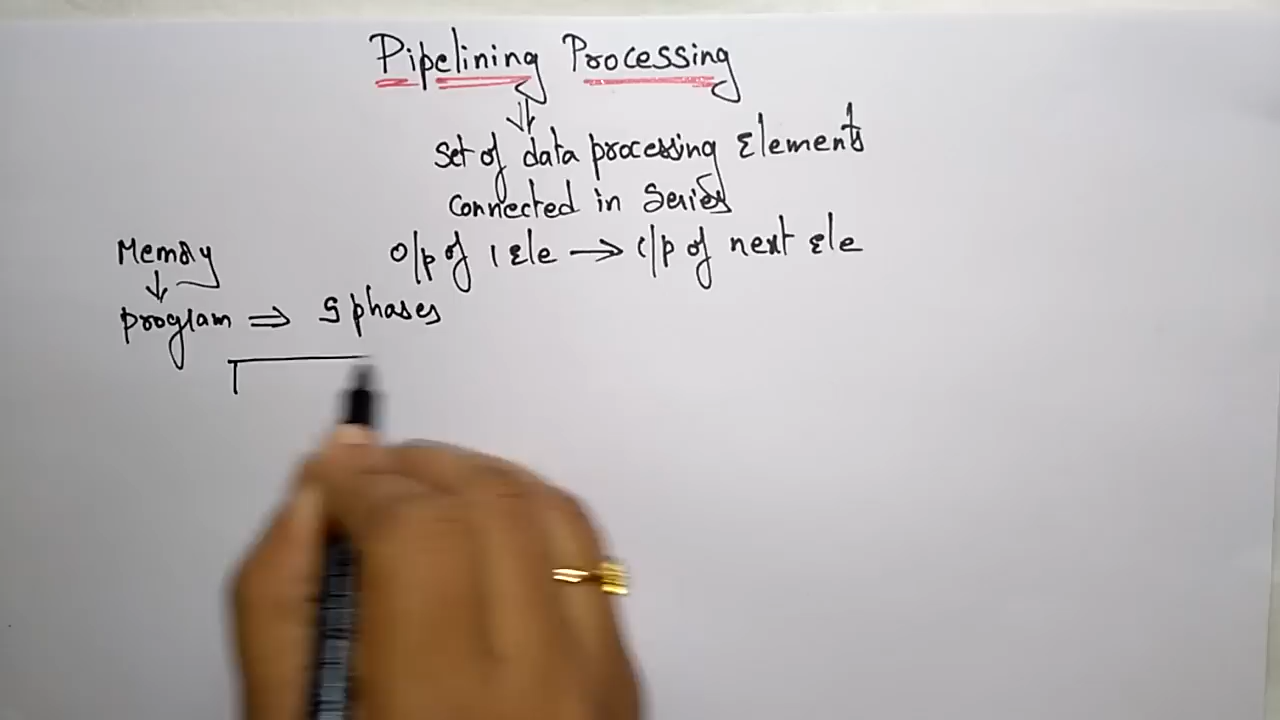 Pipelining Processing
Set of data processing Elements
Connected in Series
O/p of 1 Ele → i/p of next Ele
Memory
program ⇒ 5 phases